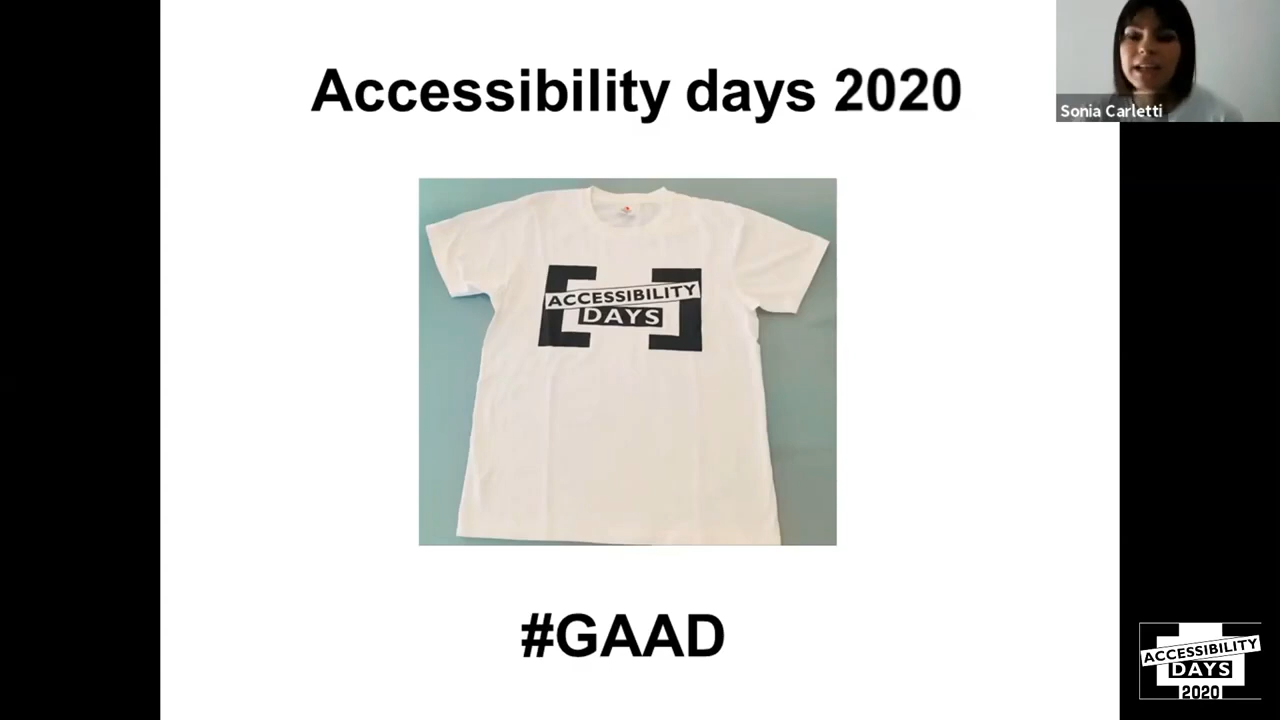 Accessibility days 2020
Sonia Carletti
ACCESSIBILITY
DAYS
#GAAD
ACCESSIBILITY
DAYS
2020